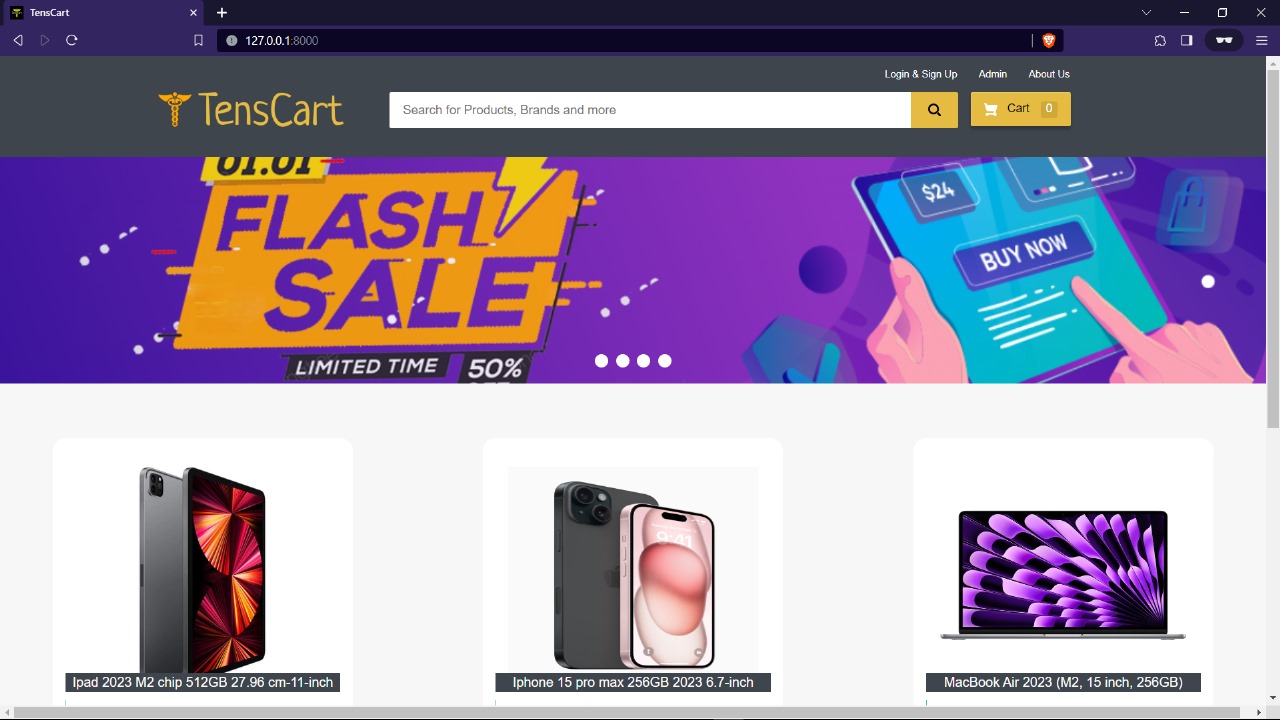 TensCart
127.0.0.1:8000
Login & Sign Up Admin About Us
TensCart
Search for Products, Brands and more
Cart 0
01.01
FLASH
SALE
LIMITED TIME 50%
$24
BUY NOW
9:41
Ipad 2023 M2 chip 512GB 27.96 cm-11-inch
Iphone 15 pro max 256GB 2023 6.7-inch
MacBook Air 2023 (M2, 15 inch, 256GB)